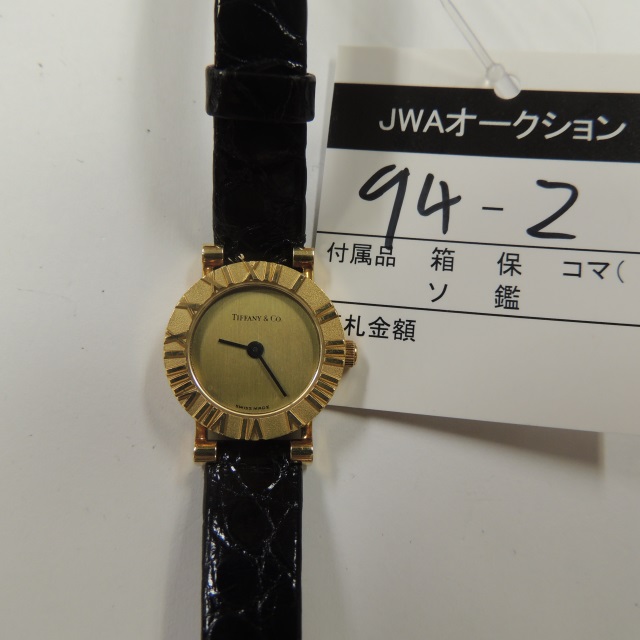 JWAオークション
94-2
付属品 箱 保 コマ(
ソ 鑑
札金額
TIFFANY & CO.
SWISS MADE